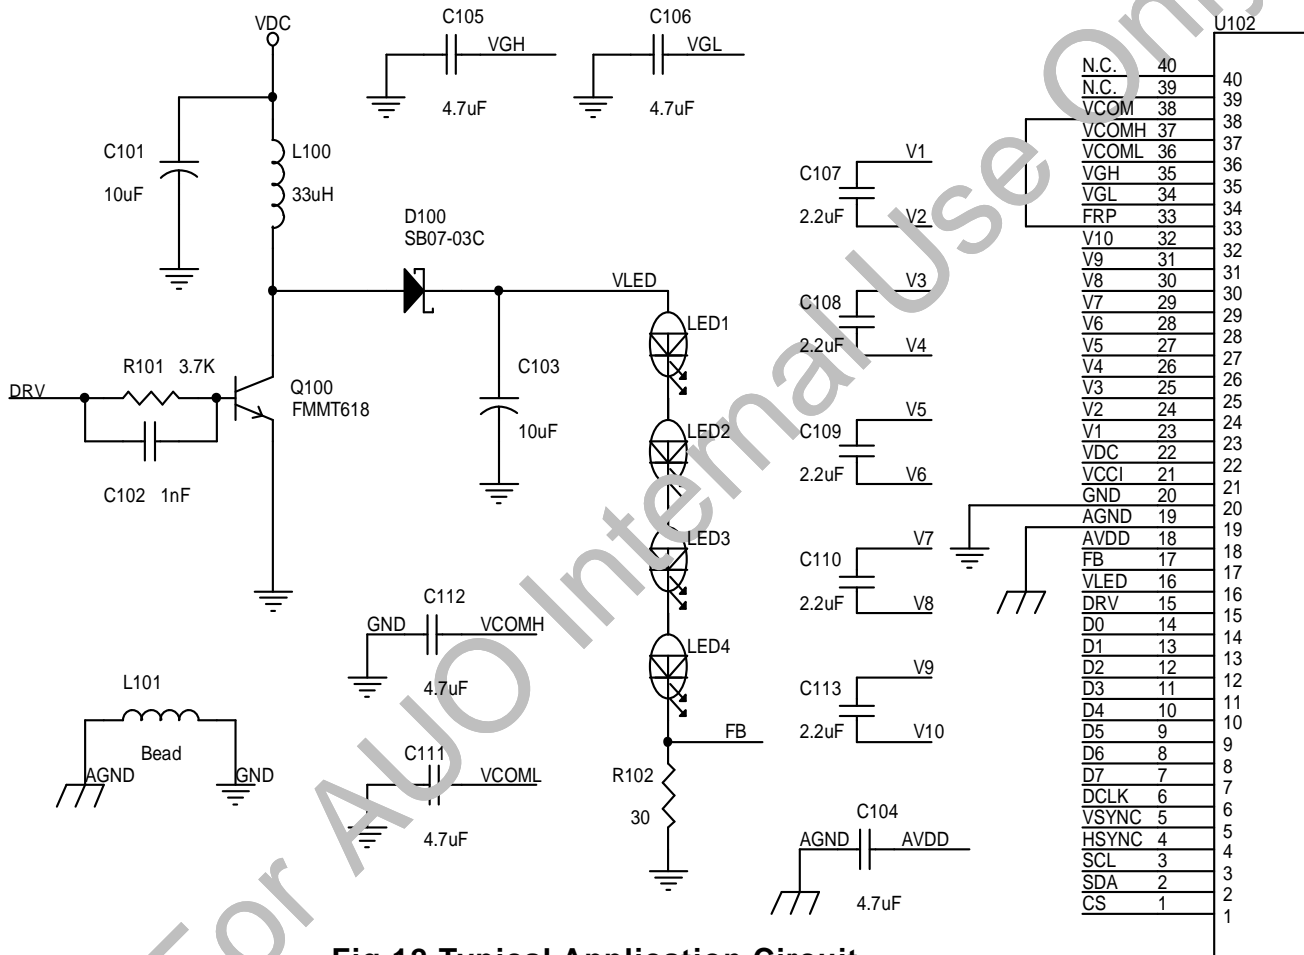 VDC
C105
VGH
4.7uF
C106
VGL
4.7uF
C101
10uF
L100
33uH
D100
SB07-03C
VLED
R101 3.7K
DRV
Q100
FMMT618
C102 1nF
C103
10uF
LED1
LED2
LED3
LED4
FB
R102
30
C112
GND VCOMH
4.7uF
C111
VCOML
4.7uF
L101
Bead
AGND GND
C107
2.2uF
V1
V2
C108
2.2uF
V3
V4
C109
2.2uF
V5
V6
C110
2.2uF
V7
V8
C113
2.2uF
V9
V10
C104
AGND AVDD
4.7uF
U102
N.C. 40 40
N.C. 39 39
VCOM 38 38
VCOMH 37 37
VCOML 36 36
VGH 35 35
VGL 34 34
FRP 33 33
V10 32 32
V9 31 31
V8 30 30
V7 29 29
V6 28 28
V5 27 27
V4 26 26
V3 25 25
V2 24 24
V1 23 23
VDC 22 22
VCCI 21 21
GND 20 20
AGND 19 19
AVDD 18 18
FB 17 17
VLED 16 16
DRV 15 15
D0 14 14
D1 13 13
D2 12 12
D3 11 11
D4 10 10
D5 9 9
D6 8 8
D7 7 7
DCLK 6 6
VSYNC 5 5
HSYNC 4 4
SCL 3 3
SDA 2 2
CS 1 1
For AUO Internal Use Only
Fig 12 Typical Application Circuit